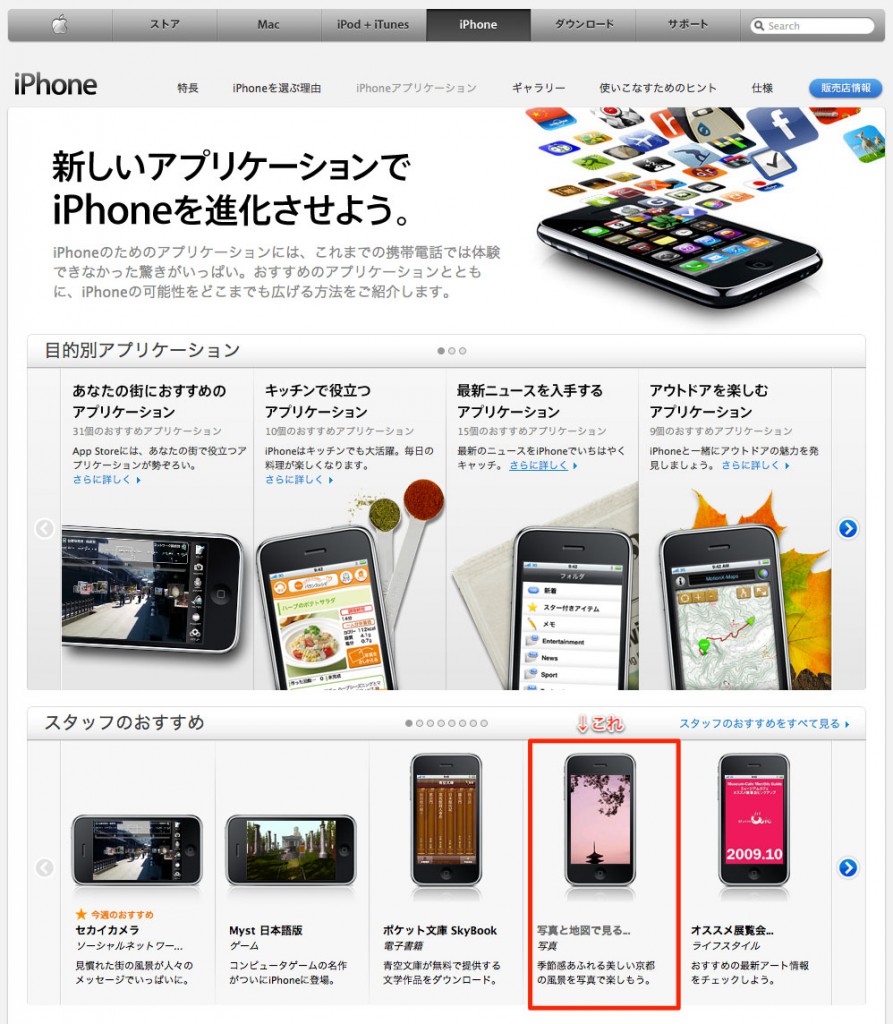 ストア
Mac
iPod + iTunes
iPhone
ダウンロード
サポート
Search
iPhone
特長
iPhoneを選ぶ理由
iPhoneアプリケーション
ギャラリー
使いこなすためのヒント
仕様
販売店情報
新しいアプリケーションで
iPhoneを進化させよう。
iPhoneのためのアプリケーションには、これまでの携帯電話では体験
できなかった驚きがいっぱい。おすすめのアプリケーションととも
に、iPhoneの可能性をどこまでも広げる方法をご紹介します。
目的別アプリケーション
あなたの街におすすめの
アプリケーション
31個のおすすめアプリケーション
App Storeには、あなたの街で役立つア
プリケーションが勢ぞろい。
さらに詳しく
キッチンで役立つ
アプリケーション
10個のおすすめアプリケーション
iPhoneはキッチンでも大活躍。毎日の
料理が楽しくなります。
さらに詳しく
最新ニュースを入手する
アプリケーション
15個のおすすめアプリケーション
最新のニュースをiPhoneでいちはやく
キャッチ。 さらに詳しく
アウトドアを楽しむ
アプリケーション
9個のおすすめアプリケーション
iPhoneと一緒にアウトドアの魅力を発
見しましょう。 さらに詳しく
ハーブのポテトサラダ
フォルダ
新着
スター付きアイテム
メモ
Entertainment
News
Sport
MotionX Maps
スタッフのおすすめ
↓これ
スタッフのおすすめをすべて見る
2009.10
今週のおすすめ
セカイカメラ
ソーシャルネットワー...
見慣れた街の風景が人々の
メッセージでいっぱいに。
Myst 日本語版
ゲーム
コンピュータゲームの名作
がついにiPhoneに登場。
ポケット文庫 SkyBook
電子書籍
青空文庫が無料で提供する
文学作品をダウンロード。
写真と地図で見る...
写真
季節感あふれる美しい京都
の風景を写真で楽しもう。
オススメ展覧会...
ライフスタイル
おすすめの最新アート情報
をチェックしよう。